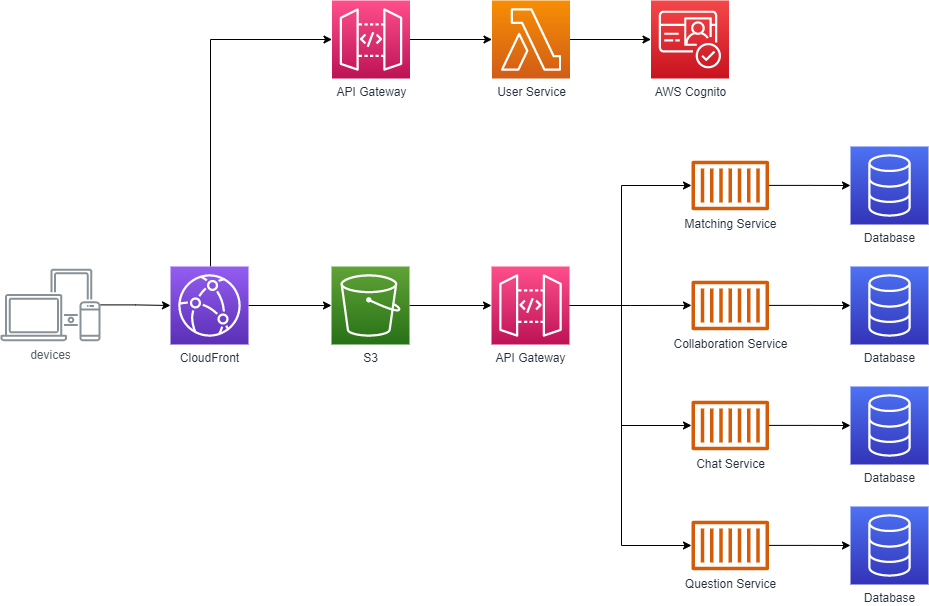 API Gateway
User Service
AWS Cognito
Matching Service
Database
devices
CloudFront
S3
API Gateway
Collaboration Service
Database
Chat Service
Database
Question Service
Database